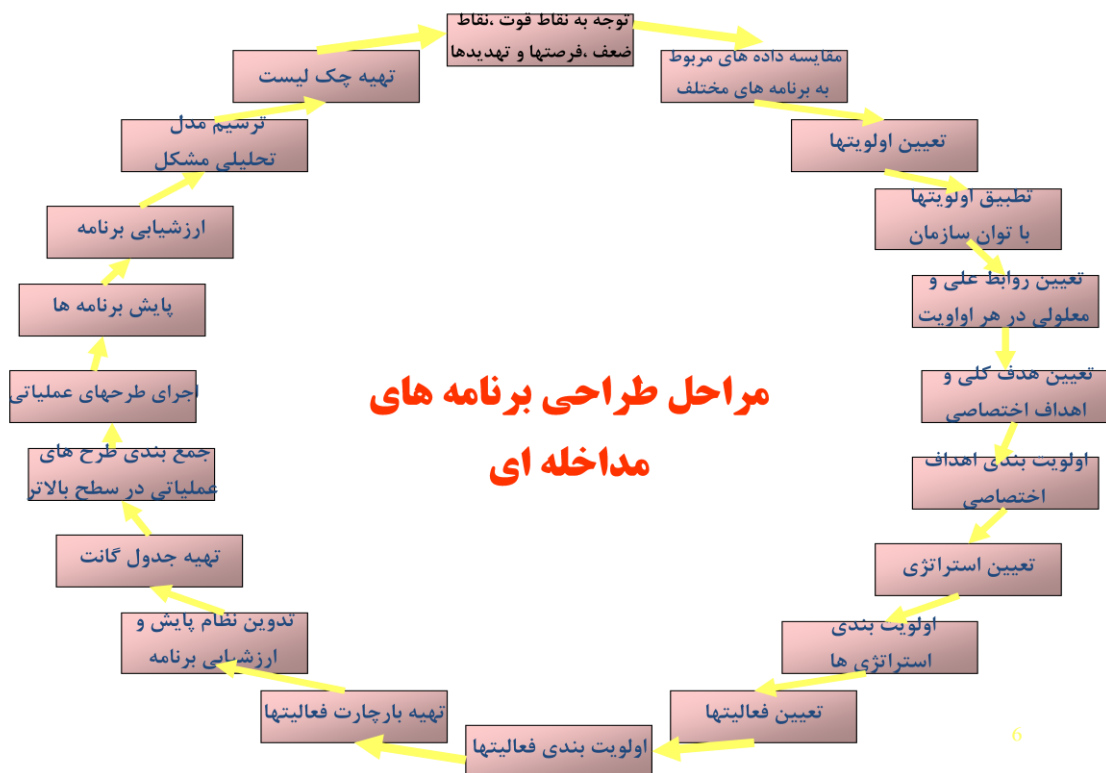 توجه به نقاط قوت ،نقاط
ضعف ،فرصتها و تهدیدها
مقایسه داده های مربوط
به برنامه های مختلف
تعیین اولویتها
تطبیق اولویتها
با توان سازمان
تعیین روابط علی و
معلولی در هر اواویت
تعیین هدف کلی و
اهداف اختصاصی
اولویت بندی اهداف
اختصاصی
تعیین استراتژی
اولویت بندی
استراتژی ها
تعیین فعالیتها
اولویت بندی فعالیتها
تهیه بارچارت فعالیتها
تدوین نظام پایش و
ارزشیابی برنامه
تهیه جدول گانت
جمع بندی طرح های
عملیاتی در سطح بالاتر
اجرای طرحهای عملیاتی
پایش برنامه ها
ارزشیابی برنامه
ترسیم مدل
تحلیلی مشکل
تهیه چک لیست
مراحل طراحی برنامه های
مداخله ای
6